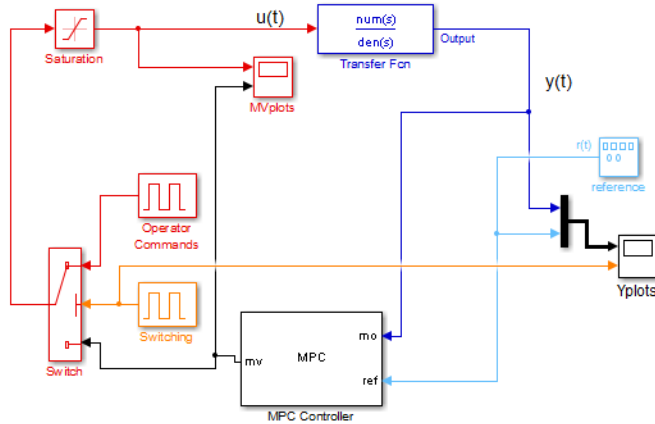 u(t)
num(s)
den(s)
Output
Saturation
Transfer Fcn
y(t)
MVplots
r(t)
reference
Operator
Commands
Yplots
Switching
MPC
mo
mv
ref
Switch
MPC Controller